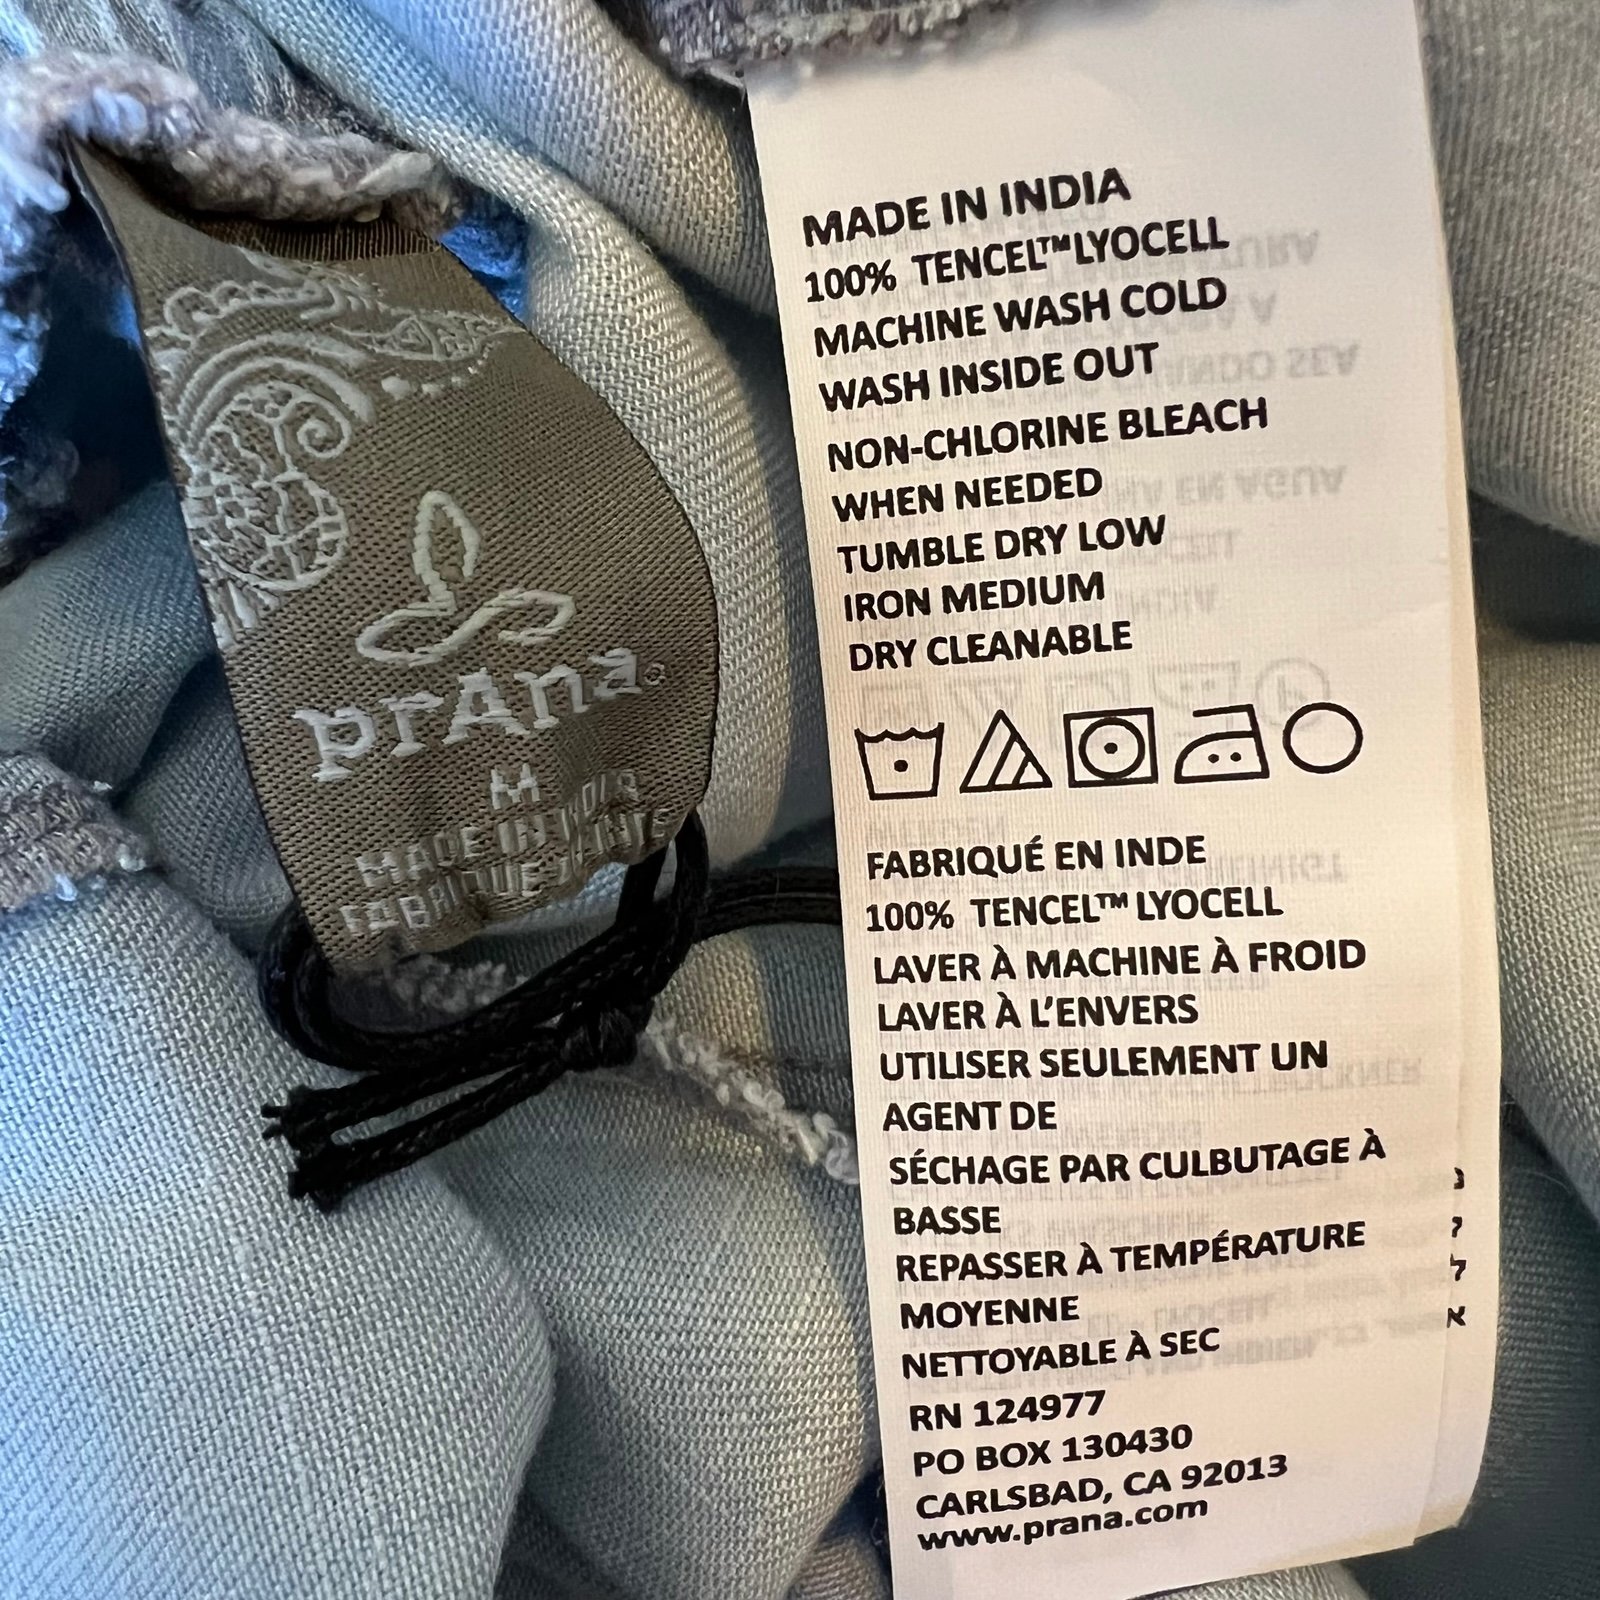 prAna
M
MADE IN INDIA
MADE IN INDIA
100% TENCEL™ LYOCELL
MACHINE WASH COLD
WASH INSIDE OUT
NON-CHLORINE BLEACH
WHEN NEEDED
TUMBLE DRY LOW
IRON MEDIUM
DRY CLEANABLE
FABRIQUÉ EN INDE
100% TENCEL™ LYOCELL
LAVER À MACHINE À FROID
LAVER À L'ENVERS
UTILISER SEULEMENT UN
AGENT DE
SÉCHAGE PAR CULBUTAGE À
BASSE
REPASSER À TEMPÉRATURE
MOYENNE
NETTOYABLE À SEC
RN 124977
PO BOX 130430
CARLSBAD, CA 92013
www.prana.com